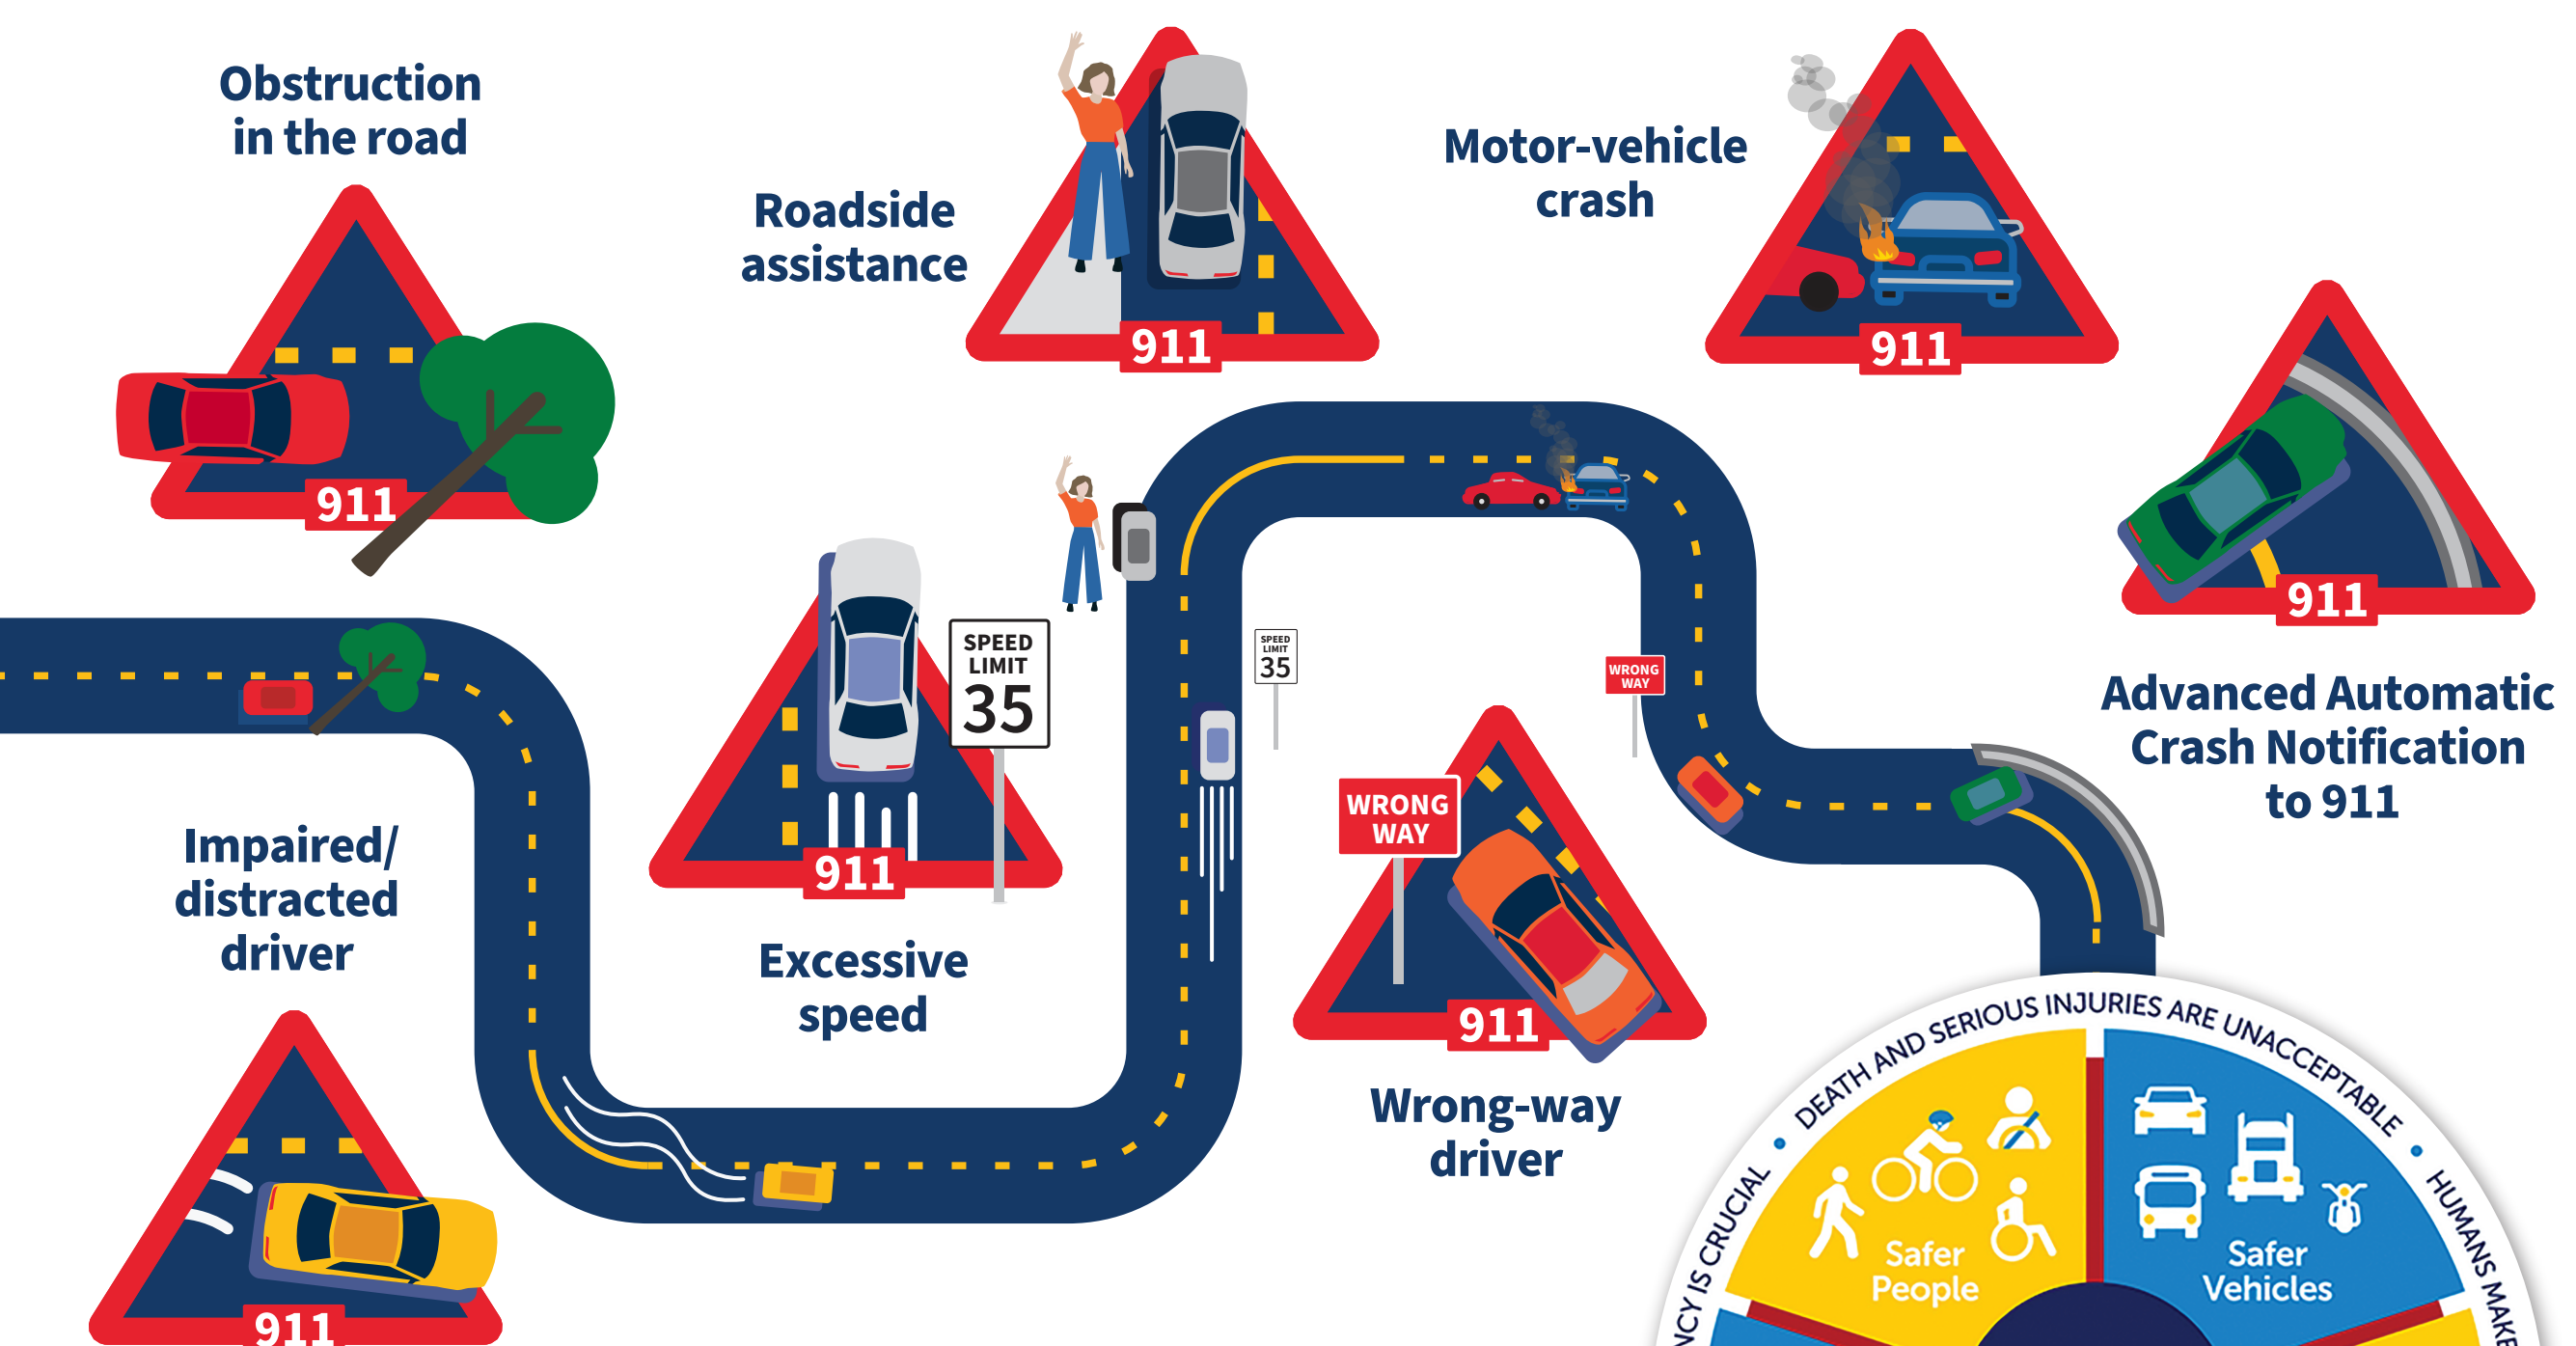 Obstruction
in the road
911
Roadside
assistance
911
Motor-vehicle
crash
911
911
Advanced Automatic
Crash Notification
to 911
SPEED
LIMIT
35
911
Excessive
speed
SPEED
LIMIT
35
WRONG
WAY
WRONG
WAY
911
Wrong-way
driver
Impaired/
distracted
driver
911
NCY IS CRUCIAL • DEATH AND SERIOUS INJURIES ARE UNACCEPTABLE • HUMANS MAKE
Safer
People
Safer
Vehicles